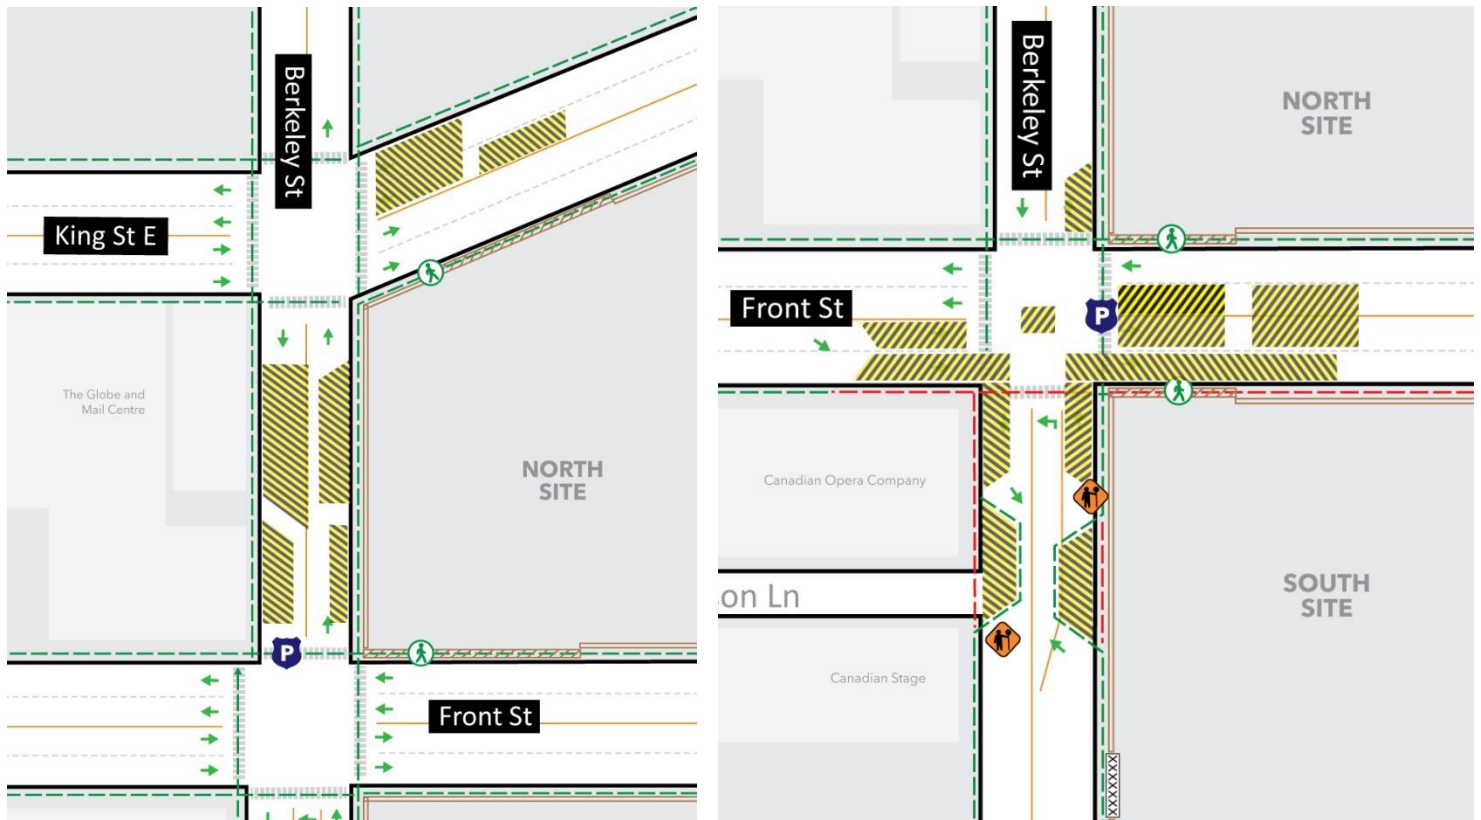 Berkeley St
King St E
The Globe and
Mail Centre
NORTH
SITE
P
Front St
Berkeley St
NORTH
SITE
Front St
P
Canadian Opera Company
on Ln
SOUTH
SITE
Canadian Stage
XXXXXX